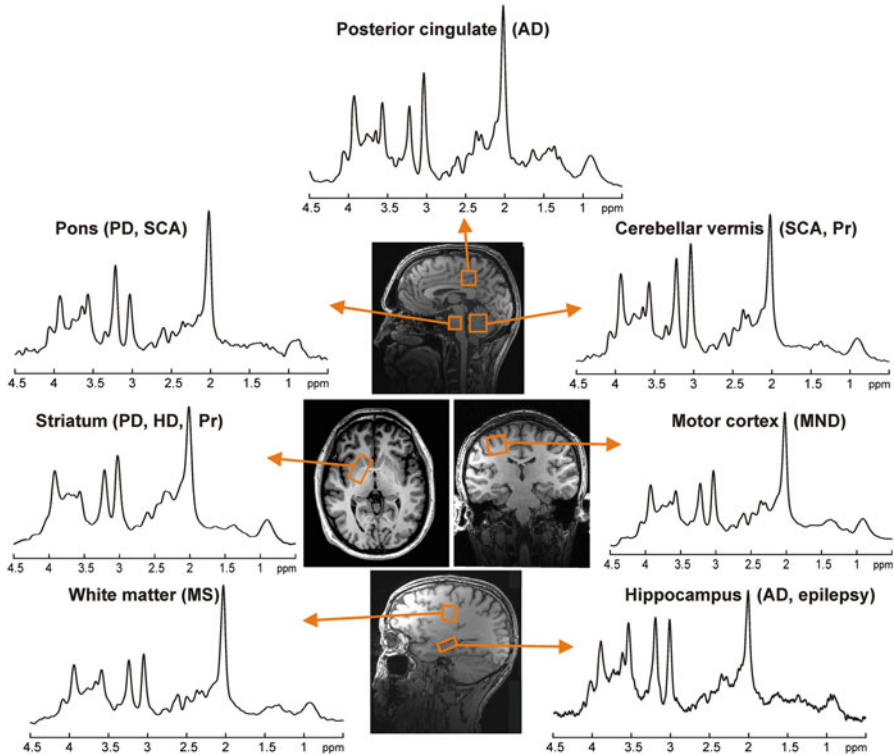 Posterior cingulate (AD)
4.5 4 3.5 3 2.5 2 1.5 1 ppm
Pons (PD, SCA)
4.5 4 3.5 3 2.5 2 1.5 1 ppm
Cerebellar vermis (SCA, Pr)
4.5 4 3.5 3 2.5 2 1.5 1 ppm
Striatum (PD, HD, Pr)
4.5 4 3.5 3 2.5 2 1.5 1 ppm
Motor cortex (MND)
4.5 4 3.5 3 2.5 2 1.5 1 ppm
White matter (MS)
4.5 4 3.5 3 2.5 2 1.5 1 ppm
Hippocampus (AD, epilepsy)
4.5 4 3.5 3 2.5 2 1.5 1 ppm